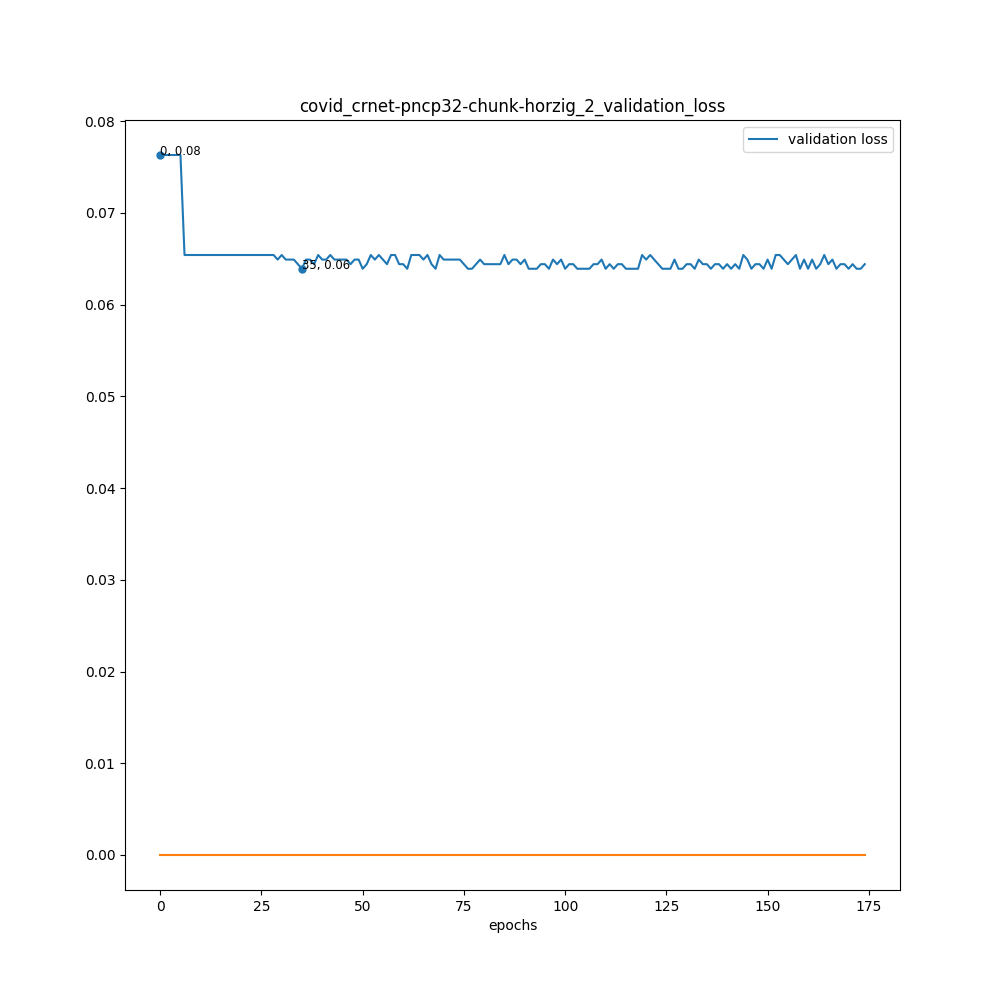 covid_crnet-pncp32-chunk-horzig_2_validation_loss
0.08
validation loss
0, 0.08
0.07
35, 0.06
0.06
0.05
0.04
0.03
0.02
0.01
0.00
0 25 50 75 100 125 150 175
epochs